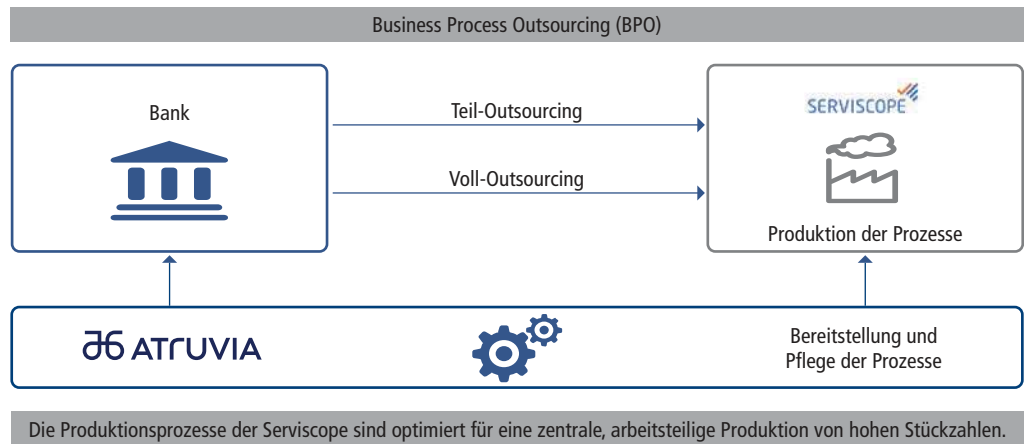 Business Process Outsourcing (BPO)
Bank
Teil-Outsourcing
Voll-Outsourcing
SERVISCOPE
Produktion der Prozesse
ATRUVIA
Bereitstellung und
Pflege der Prozesse
Die Produktionsprozesse der Serviscope sind optimiert für eine zentrale, arbeitsteilige Produktion von hohen Stückzahlen.